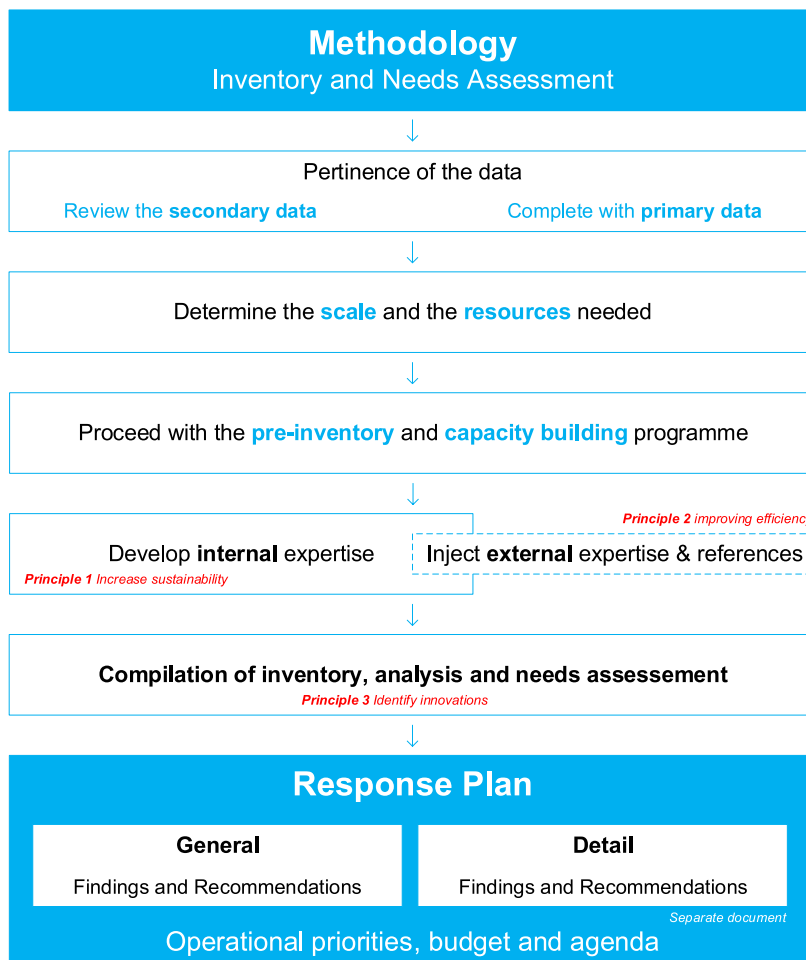 Methodology
Inventory and Needs Assessment
Pertinence of the data
Review the secondary data
Complete with primary data
Determine the scale and the resources needed
Proceed with the pre-inventory and capacity building programme
Principle 2 improving efficiency
Develop internal expertise
Inject external expertise & references
Principle 1 Increase sustainability
Compilation of inventory, analysis and needs assessement
Principle 3 Identify innovations
Response Plan
General
Findings and Recommendations
Detail
Findings and Recommendations
Separate document
Operational priorities, budget and agenda